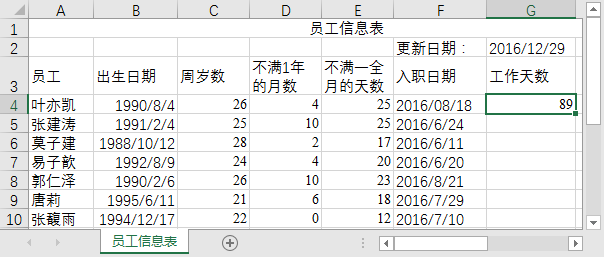 A B C D E F G
1 员工信息表
2 更新日期： 2016/12/29
3 员工 出生日期 周岁数 不满1年的月数 不满一全月的天数 入职日期 工作天数
4 叶亦凯 1990/8/4 26 4 25 2016/08/18 89
5 张建涛 1991/2/4 25 10 25 2016/6/24
6 莫子建 1988/10/12 28 2 17 2016/6/11
7 易子歆 1992/8/9 24 4 20 2016/6/20
8 郭仁泽 1990/2/6 26 10 23 2016/8/21
9 唐莉 1995/6/11 21 6 18 2016/7/29
10 张馥雨 1994/12/17 22 0 12 2016/7/10
员工信息表